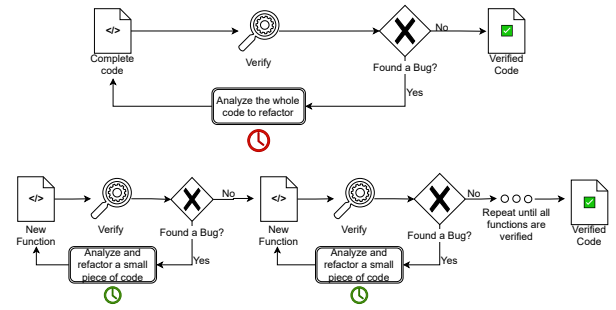 </>
Complete
code
Verify
Found a Bug?
No
Yes
Verified
Code
Analyze the whole
code to refactor
</>
New
Function
Verify
Found a Bug?
No
Yes
Analyze and
refactor a small
piece of code
</>
New
Function
Verify
Found a Bug?
No
Yes
Analyze and
refactor a small
piece of code
Repeat until all
functions are
verified
Verified
Code